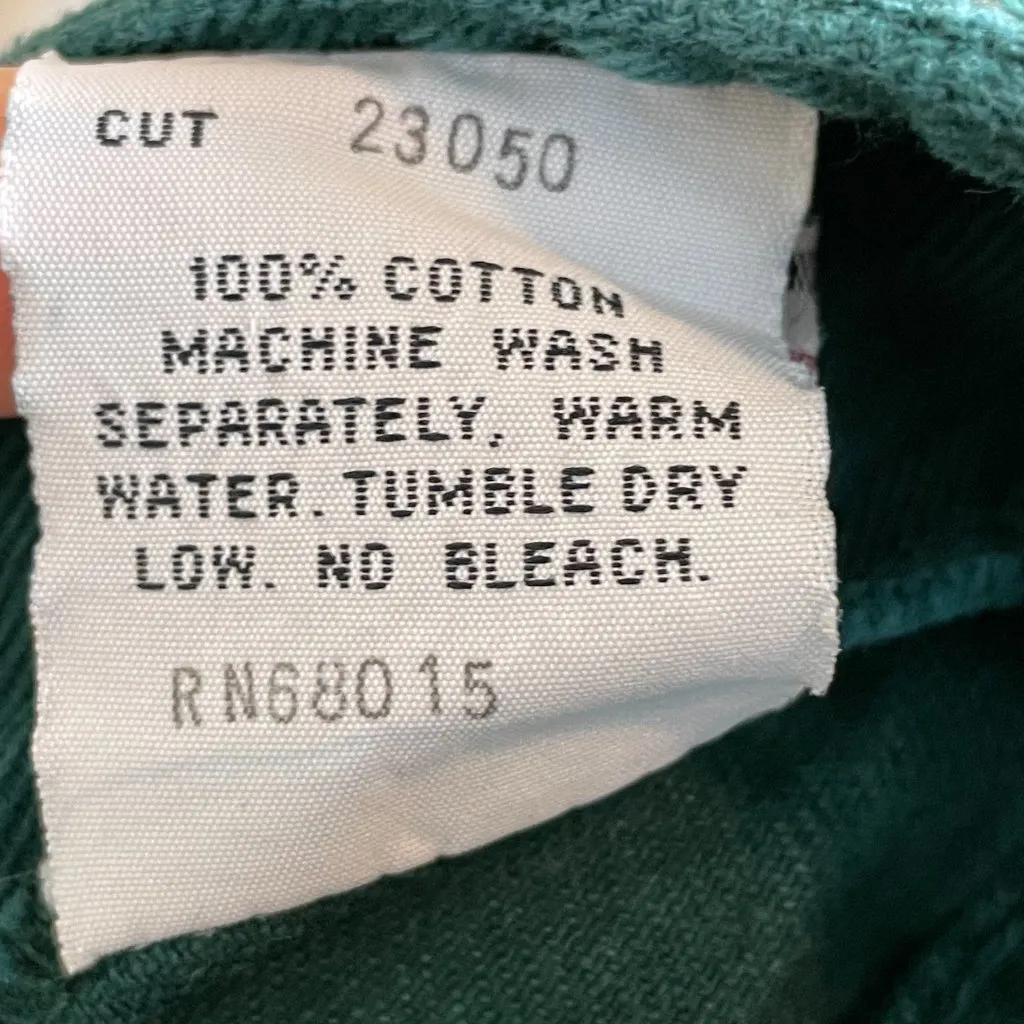 CUT 23050
100% COTTON
MACHINE WASH
SEPARATELY, WARM
WATER. TUMBLE DRY
LOW. NO BLEACH.
RN68015